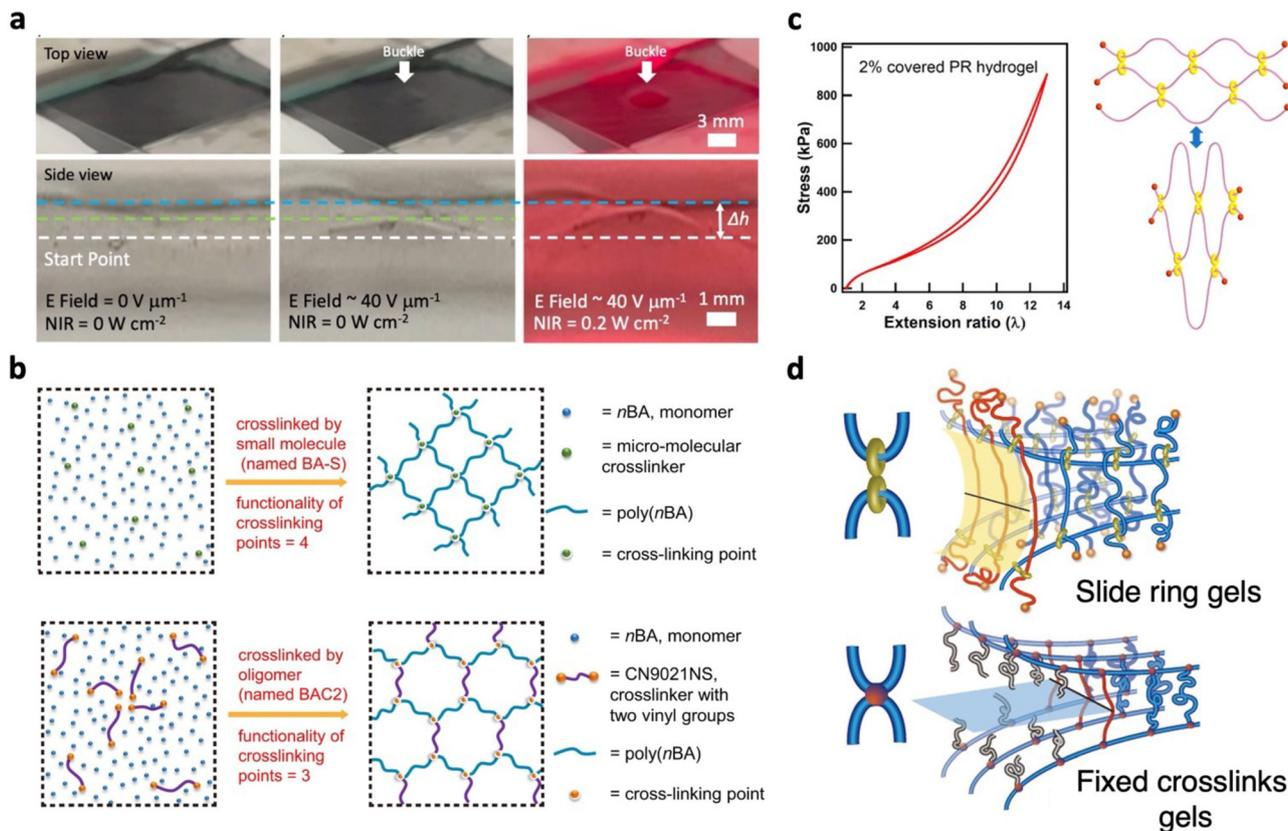 a
Top view
Buckle
Buckle
3 mm
Side view
Δh
Start Point
E Field = 0 V μm⁻¹
NIR = 0 W cm⁻²
E Field ~ 40 V μm⁻¹
NIR = 0 W cm⁻²
E Field ~ 40 V μm⁻¹
NIR = 0.2 W cm⁻²
1 mm
b
crosslinked by
small molecule
(named BA-S)
functionality of
crosslinking
points = 4
= nBA, monomer
= micro-molecular
crosslinker
= poly(nBA)
= cross-linking point
crosslinked by
oligomer
(named BAC2)
functionality of
crosslinking
points = 3
= nBA, monomer
= CN9021NS,
crosslinker with
two vinyl groups
= poly(nBA)
= cross-linking point
c
2% covered PR hydrogel
Stress (kPa)
1000
800
600
400
200
0
2 4 6 8 10 12 14
Extension ratio (λ)
d
Slide ring gels
Fixed crosslinks
gels